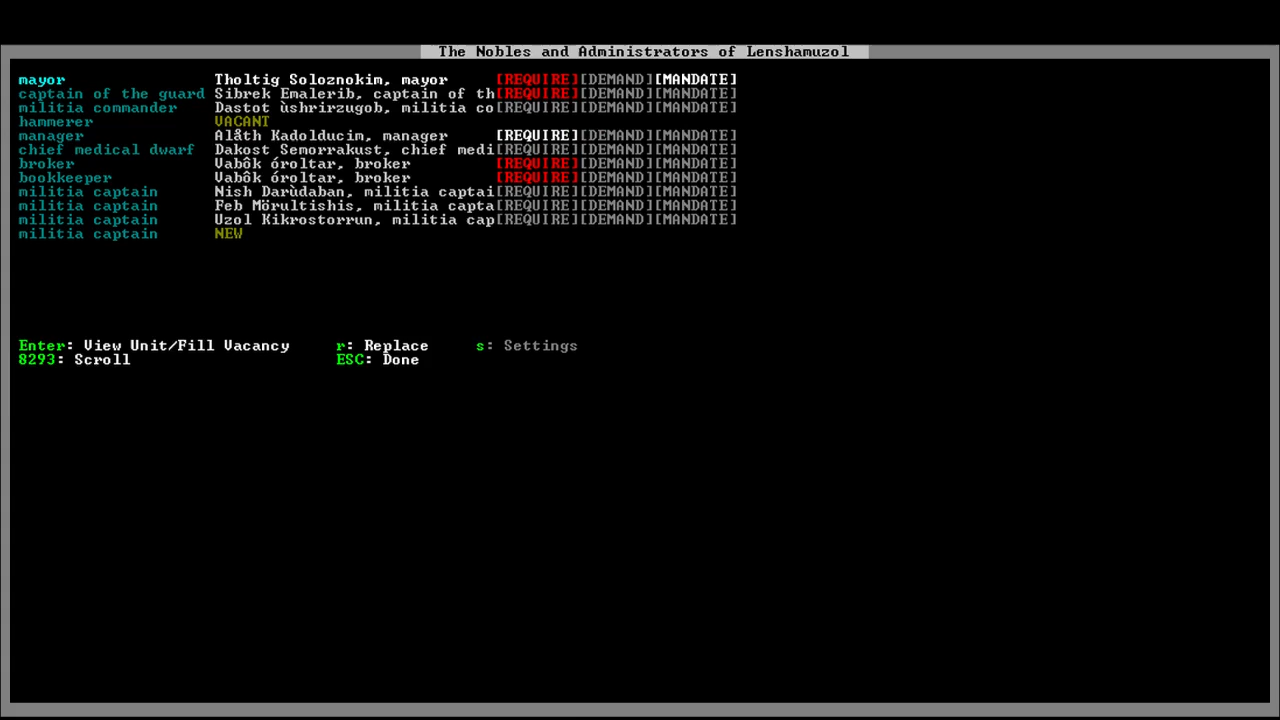 The Nobles and Administrators of Lenshamuzol
mayor Tholtig Soloznokim, mayor [REQUIRE][DEMAND][MANDATE]
captain of the guard Sibrek Emalerib, captain of th[REQUIRE][DEMAND][MANDATE]
militia commander Dastot ùshrirzugob, militia co[REQUIRE][DEMAND][MANDATE]
hammerer VACANT
manager Alåth Kadolducim, manager [REQUIRE][DEMAND][MANDATE]
chief medical dwarf Dakost Semorrakust, chief medi[REQUIRE][DEMAND][MANDATE]
broker Vabôk óroltar, broker [REQUIRE][DEMAND][MANDATE]
bookkeeper Vabôk óroltar, broker [REQUIRE][DEMAND][MANDATE]
militia captain Nish Darùdaban, militia captai[REQUIRE][DEMAND][MANDATE]
militia captain Feb Mörultishis, militia capta[REQUIRE][DEMAND][MANDATE]
militia captain Uzol Kikrostorrun, militia cap[REQUIRE][DEMAND][MANDATE]
militia captain NEW
Enter: View Unit/Fill Vacancy r: Replace s: Settings
8293: Scroll ESC: Done